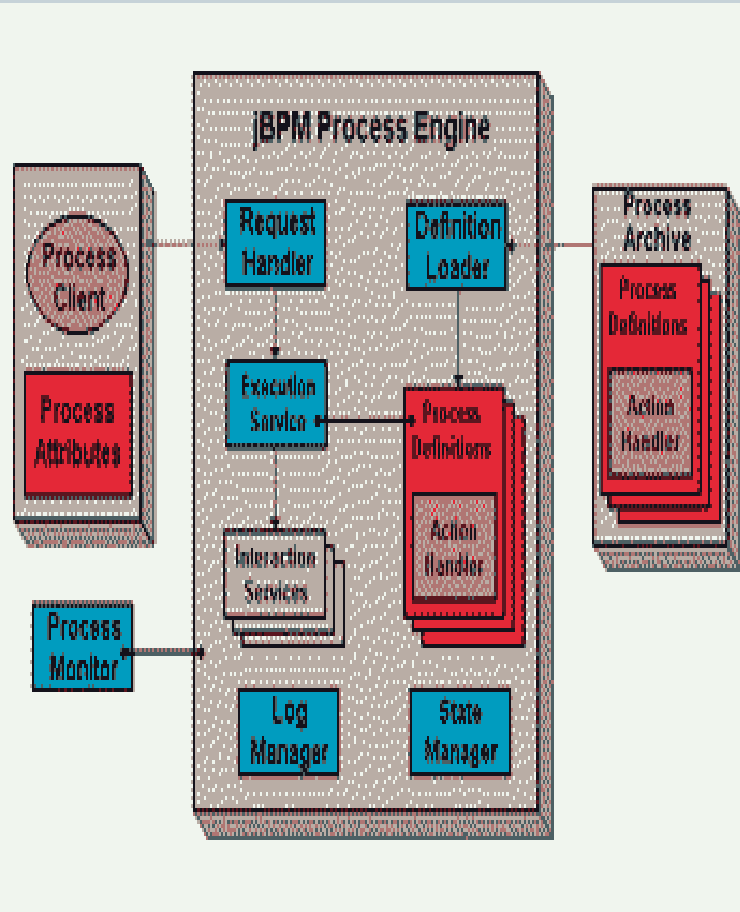 jBPM Process Engine
Process
Client
Process
Attributes
Process
Monitor
Request
Handler
Definition
Loader
Execution
Service
Process
Definitions
Action
Handler
Interaction
Services
Log
Manager
State
Manager
Process
Archive
Process
Definitions
Action
Handler